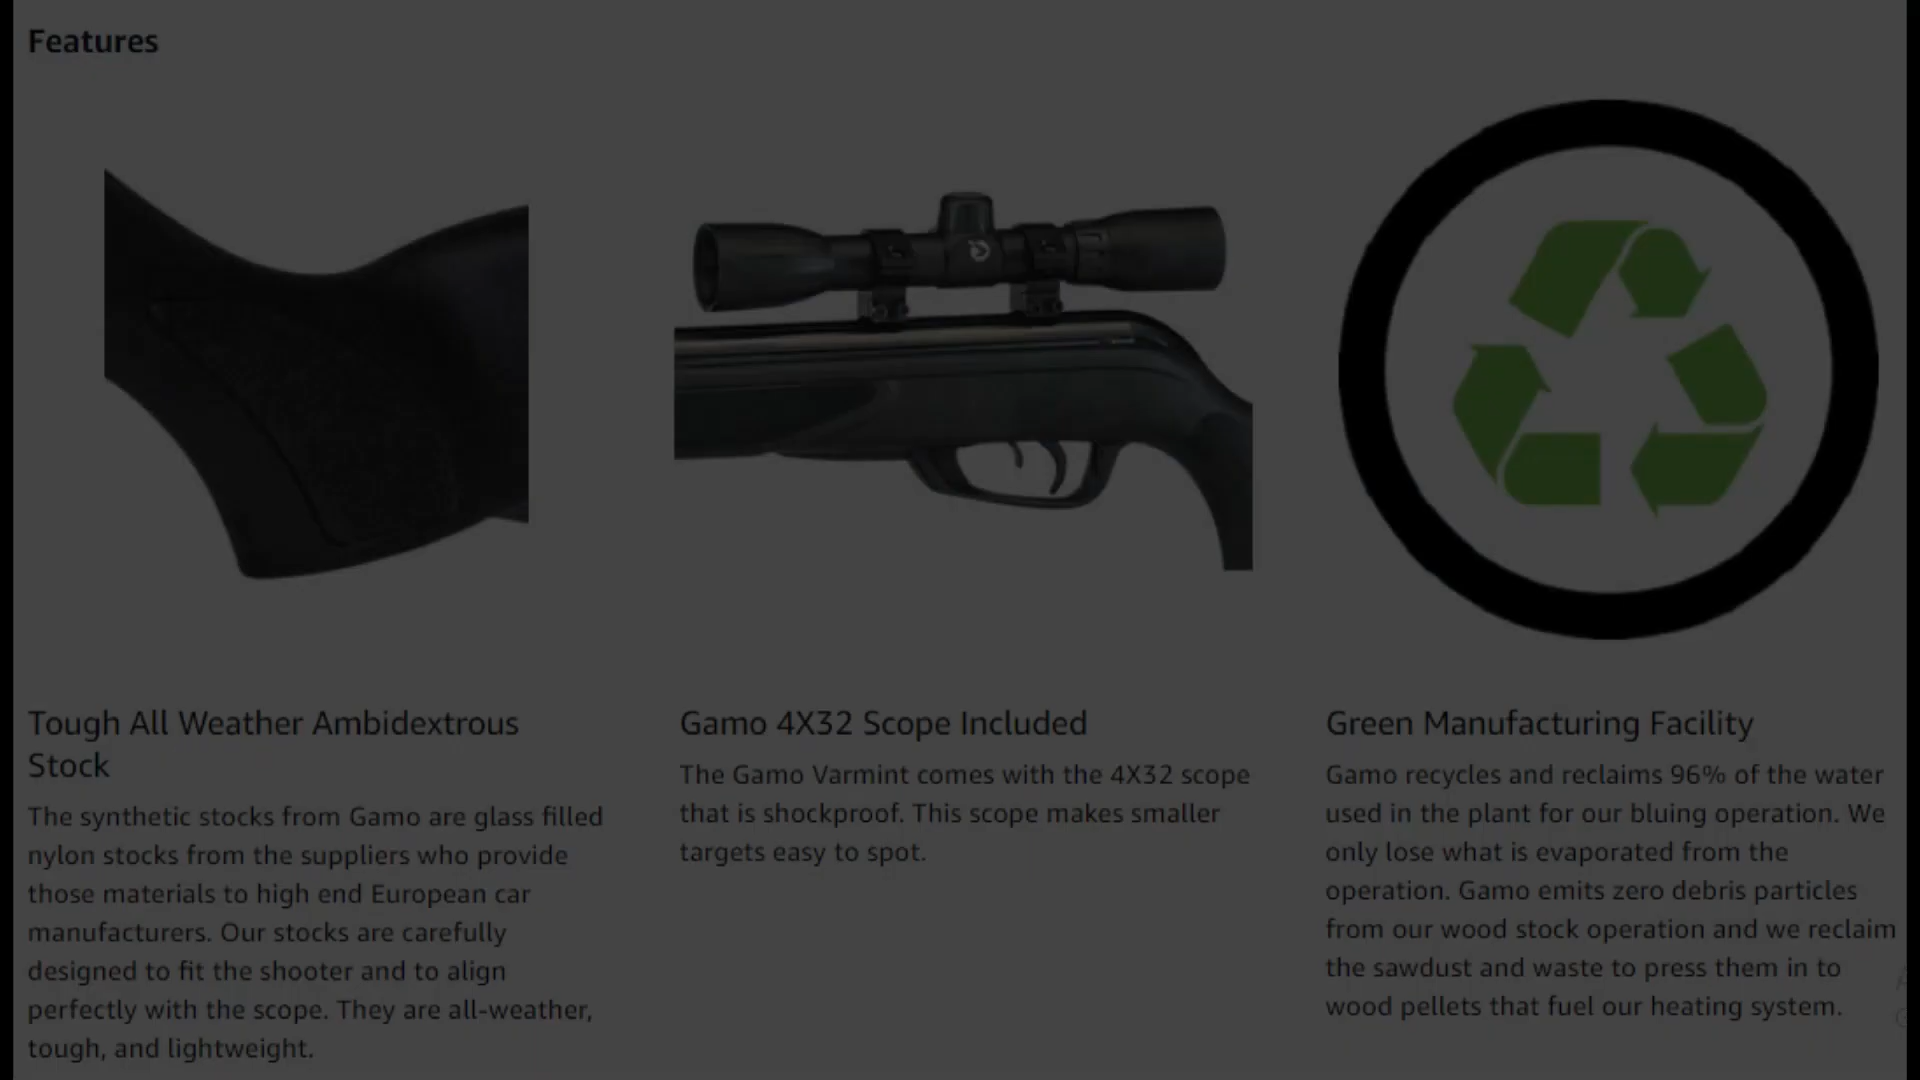 Features
Tough All Weather Ambidextrous
Stock
The synthetic stocks from Gamo are glass filled
nylon stocks from the suppliers who provide
those materials to high end European car
manufacturers. Our stocks are carefully
designed to fit the shooter and to align
perfectly with the scope. They are all-weather,
tough, and lightweight.
Gamo 4X32 Scope Included
The Gamo Varmint comes with the 4X32 scope
that is shockproof. This scope makes smaller
targets easy to spot.
Green Manufacturing Facility
Gamo recycles and reclaims 96% of the water
used in the plant for our bluing operation. We
only lose what is evaporated from the
operation. Gamo emits zero debris particles
from our wood stock operation and we reclaim
the sawdust and waste to press them in to
wood pellets that fuel our heating system.